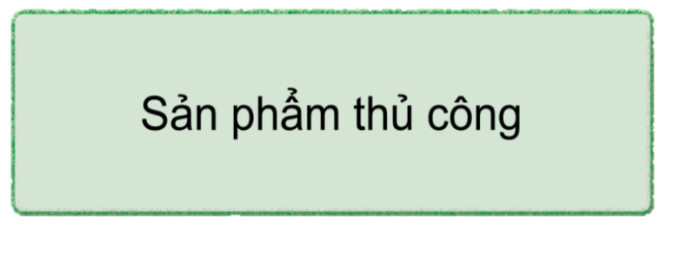 Sản phẩm thủ công